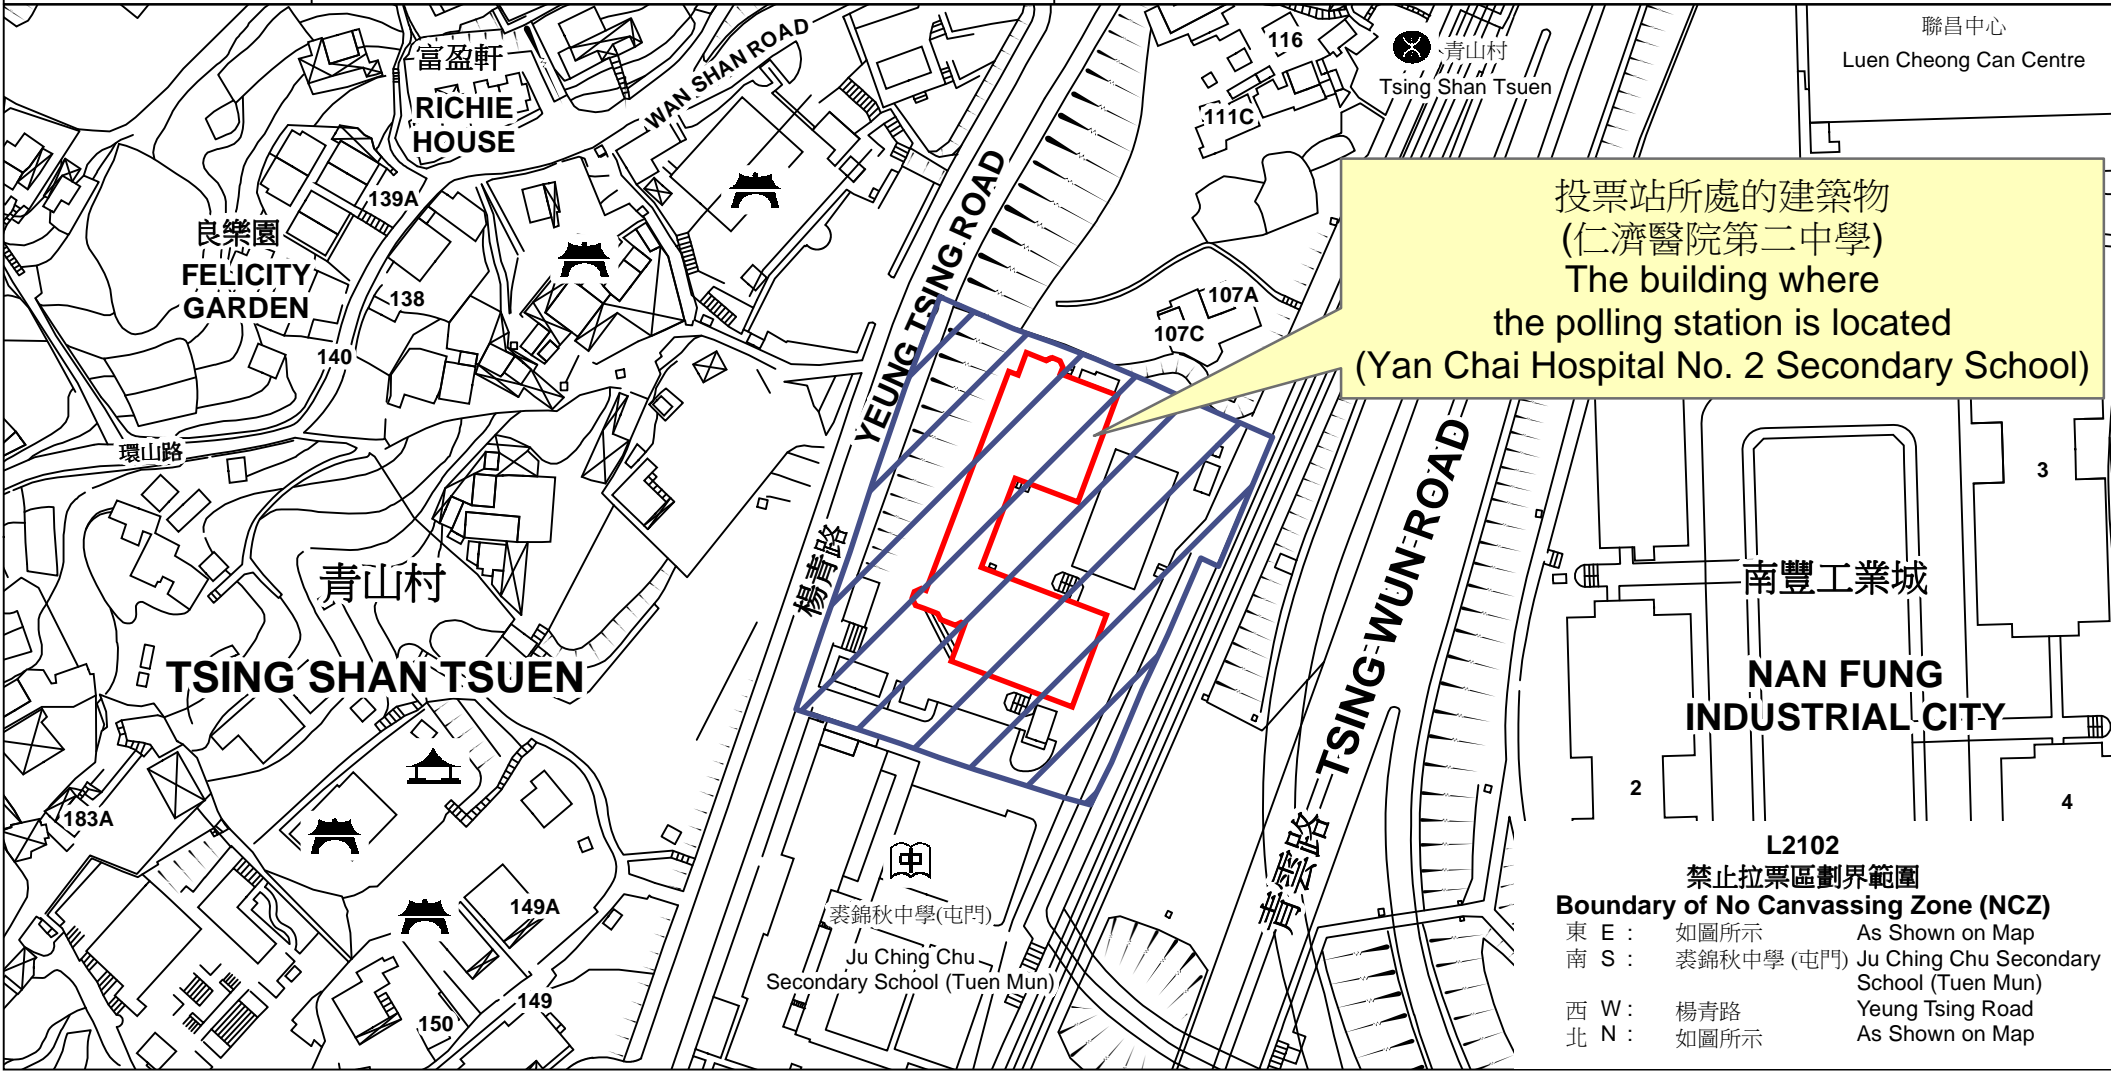 聯昌中心
Luen Cheong Can Centre
富盈軒
RICHIE
HOUSE
WAN SHAN ROAD
116
青山村
Tsing Shan Tsuen
111C
139A
良樂園
FELICITY
GARDEN
138
140
YEUNG TSING ROAD
107A
107C
投票站所處的建築物
(仁濟醫院第二中學)
The building where
the polling station is located
(Yan Chai Hospital No. 2 Secondary School)
環山路
青山村
TSING SHAN TSUEN
楊青路
TSING WUN ROAD
青雲路
3
南豐工業城
NAN FUNG
INDUSTRIAL CITY
2
4
183A
中
裘錦秋中學(屯門)
Ju Ching Chu
Secondary School (Tuen Mun)
149A
149
150
L2102
禁止拉票區劃界範圍
Boundary of No Canvassing Zone (NCZ)
東 E : 如圖所示 As Shown on Map
南 S : 裘錦秋中學 (屯門) Ju Ching Chu Secondary
School (Tuen Mun)
西 W : 楊青路 Yeung Tsing Road
北 N : 如圖所示 As Shown on Map